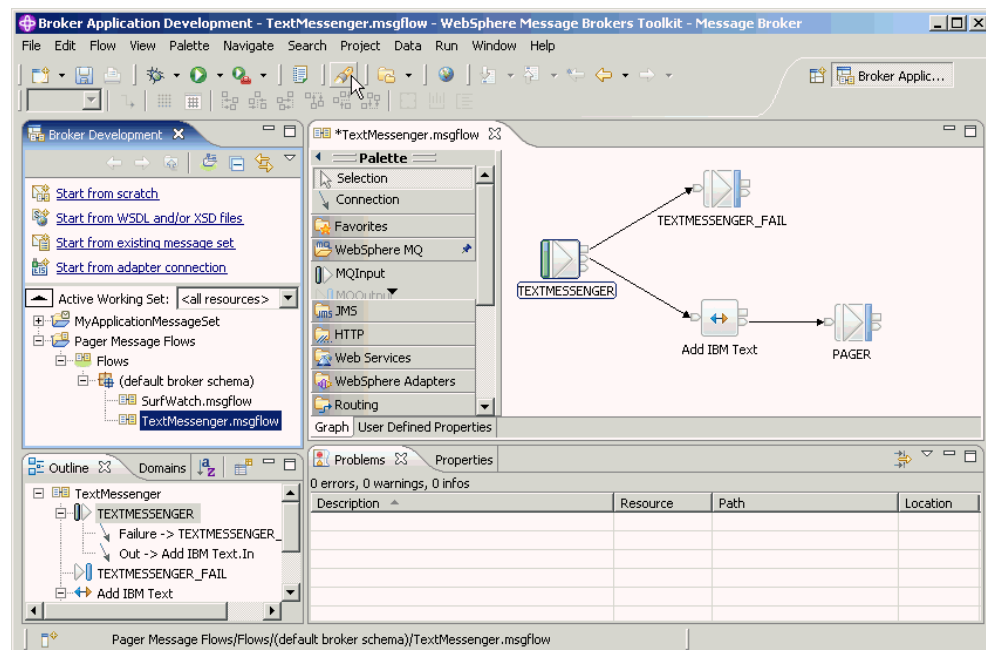 Broker Application Development - TextMessenger.msgflow - WebSphere Message Brokers Toolkit - Message Broker
File Edit Flow View Palette Navigate Search Project Data Run Window Help
Broker Applic...
Broker Development
Start from scratch
Start from WSDL and/or XSD files
Start from existing message set
Start from adapter connection
Active Working Set: <all resources>
MyApplicationMessageSet
Pager Message Flows
Flows
(default broker schema)
SurfWatch.msgflow
TextMessenger.msgflow
*TextMessenger.msgflow
Palette
Selection
Connection
Favorites
WebSphere MQ
MQInput
MQOutput
JMS
HTTP
Web Services
WebSphere Adapters
Routing
Graph User Defined Properties
TEXTMESSENGER_FAIL
TEXTMESSENGER
Add IBM Text
PAGER
Outline Domains
TextMessenger
TEXTMESSENGER
Failure -> TEXTMESSENGER_
Out -> Add IBM Text.In
TEXTMESSENGER_FAIL
Add IBM Text
Problems Properties
0 errors, 0 warnings, 0 infos
Description Resource Path Location
Pager Message Flows/Flows/(default broker schema)/TextMessenger.msgflow